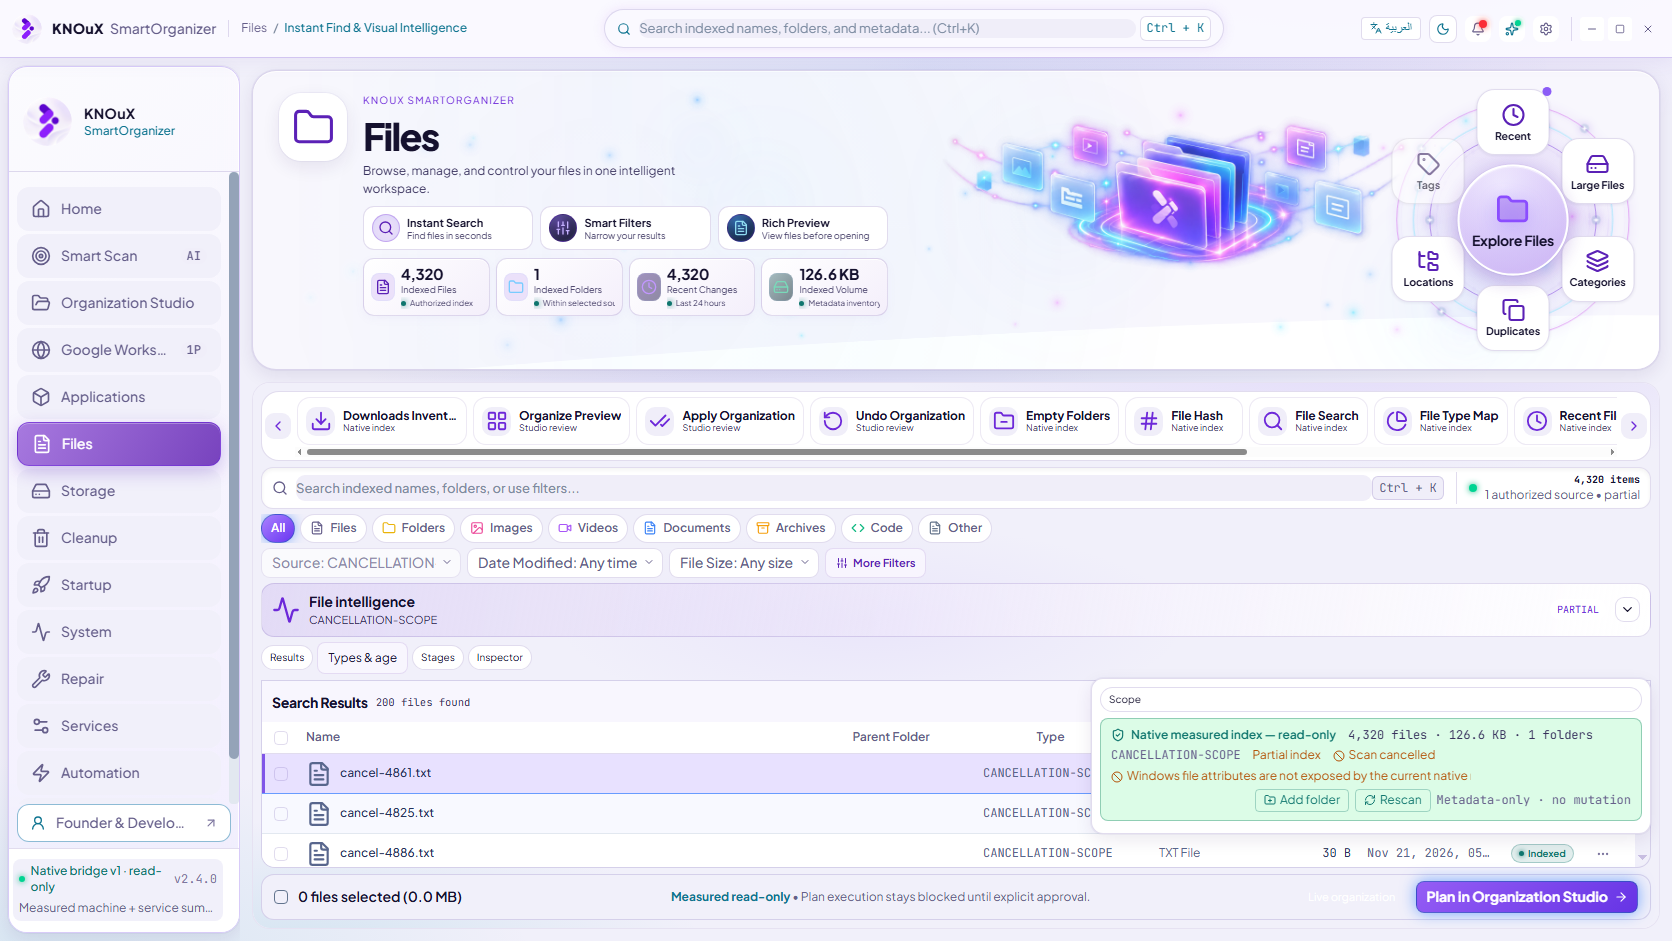 KNOuX SmartOrganizer
Files / Instant Find & Visual Intelligence
Search indexed names, folders, and metadata... (Ctrl+K)
Ctrl + K
العربية
KNOuX
SmartOrganizer
Home
Smart Scan AI
Organization Studio
Google Works... 1P
Applications
Files
Storage
Cleanup
Startup
System
Repair
Services
Automation
Founder & Develo...
Native bridge v1 · read-only
v2.4.0
Measured machine + service sum...
KNOUX SMARTORGANIZER
Files
Browse, manage, and control your files in one intelligent
workspace.
Instant Search
Find files in seconds
Smart Filters
Narrow your results
Rich Preview
View files before opening
4,320
Indexed Files
Authorized index
1
Indexed Folders
Within selected sou
4,320
Recent Changes
Last 24 hours
126.6 KB
Indexed Volume
Metadata inventory
Recent
Tags
Large Files
Explore Files
Locations
Categories
Duplicates
Downloads Invent...
Native index
Organize Preview
Studio review
Apply Organization
Studio review
Undo Organization
Studio review
Empty Folders
Native index
File Hash
Native index
File Search
Native index
File Type Map
Native index
Recent Fil
Native index
Search indexed names, folders, or use filters...
Ctrl + K
4,320 items
1 authorized source • partial
All
Files
Folders
Images
Videos
Documents
Archives
Code
Other
Source: CANCELLATION
Date Modified: Any time
File Size: Any size
More Filters
File intelligence
CANCELLATION-SCOPE
PARTIAL
Results
Types & age
Stages
Inspector
Search Results 200 files found
Name
Parent Folder
Type
cancel-4861.txt CANCELLATION-SC
cancel-4825.txt CANCELLATION-SC
cancel-4886.txt CANCELLATION-SCOPE TXT File 30 B Nov 21, 2026, 05... Indexed ...
Scope
Native measured index — read-only 4,320 files · 126.6 KB · 1 folders
CANCELLATION-SCOPE Partial index Scan cancelled
Windows file attributes are not exposed by the current native
Add folder
Rescan
Metadata-only · no mutation
0 files selected (0.0 MB)
Measured read-only • Plan execution stays blocked until explicit approval.
Live organization
Plan in Organization Studio